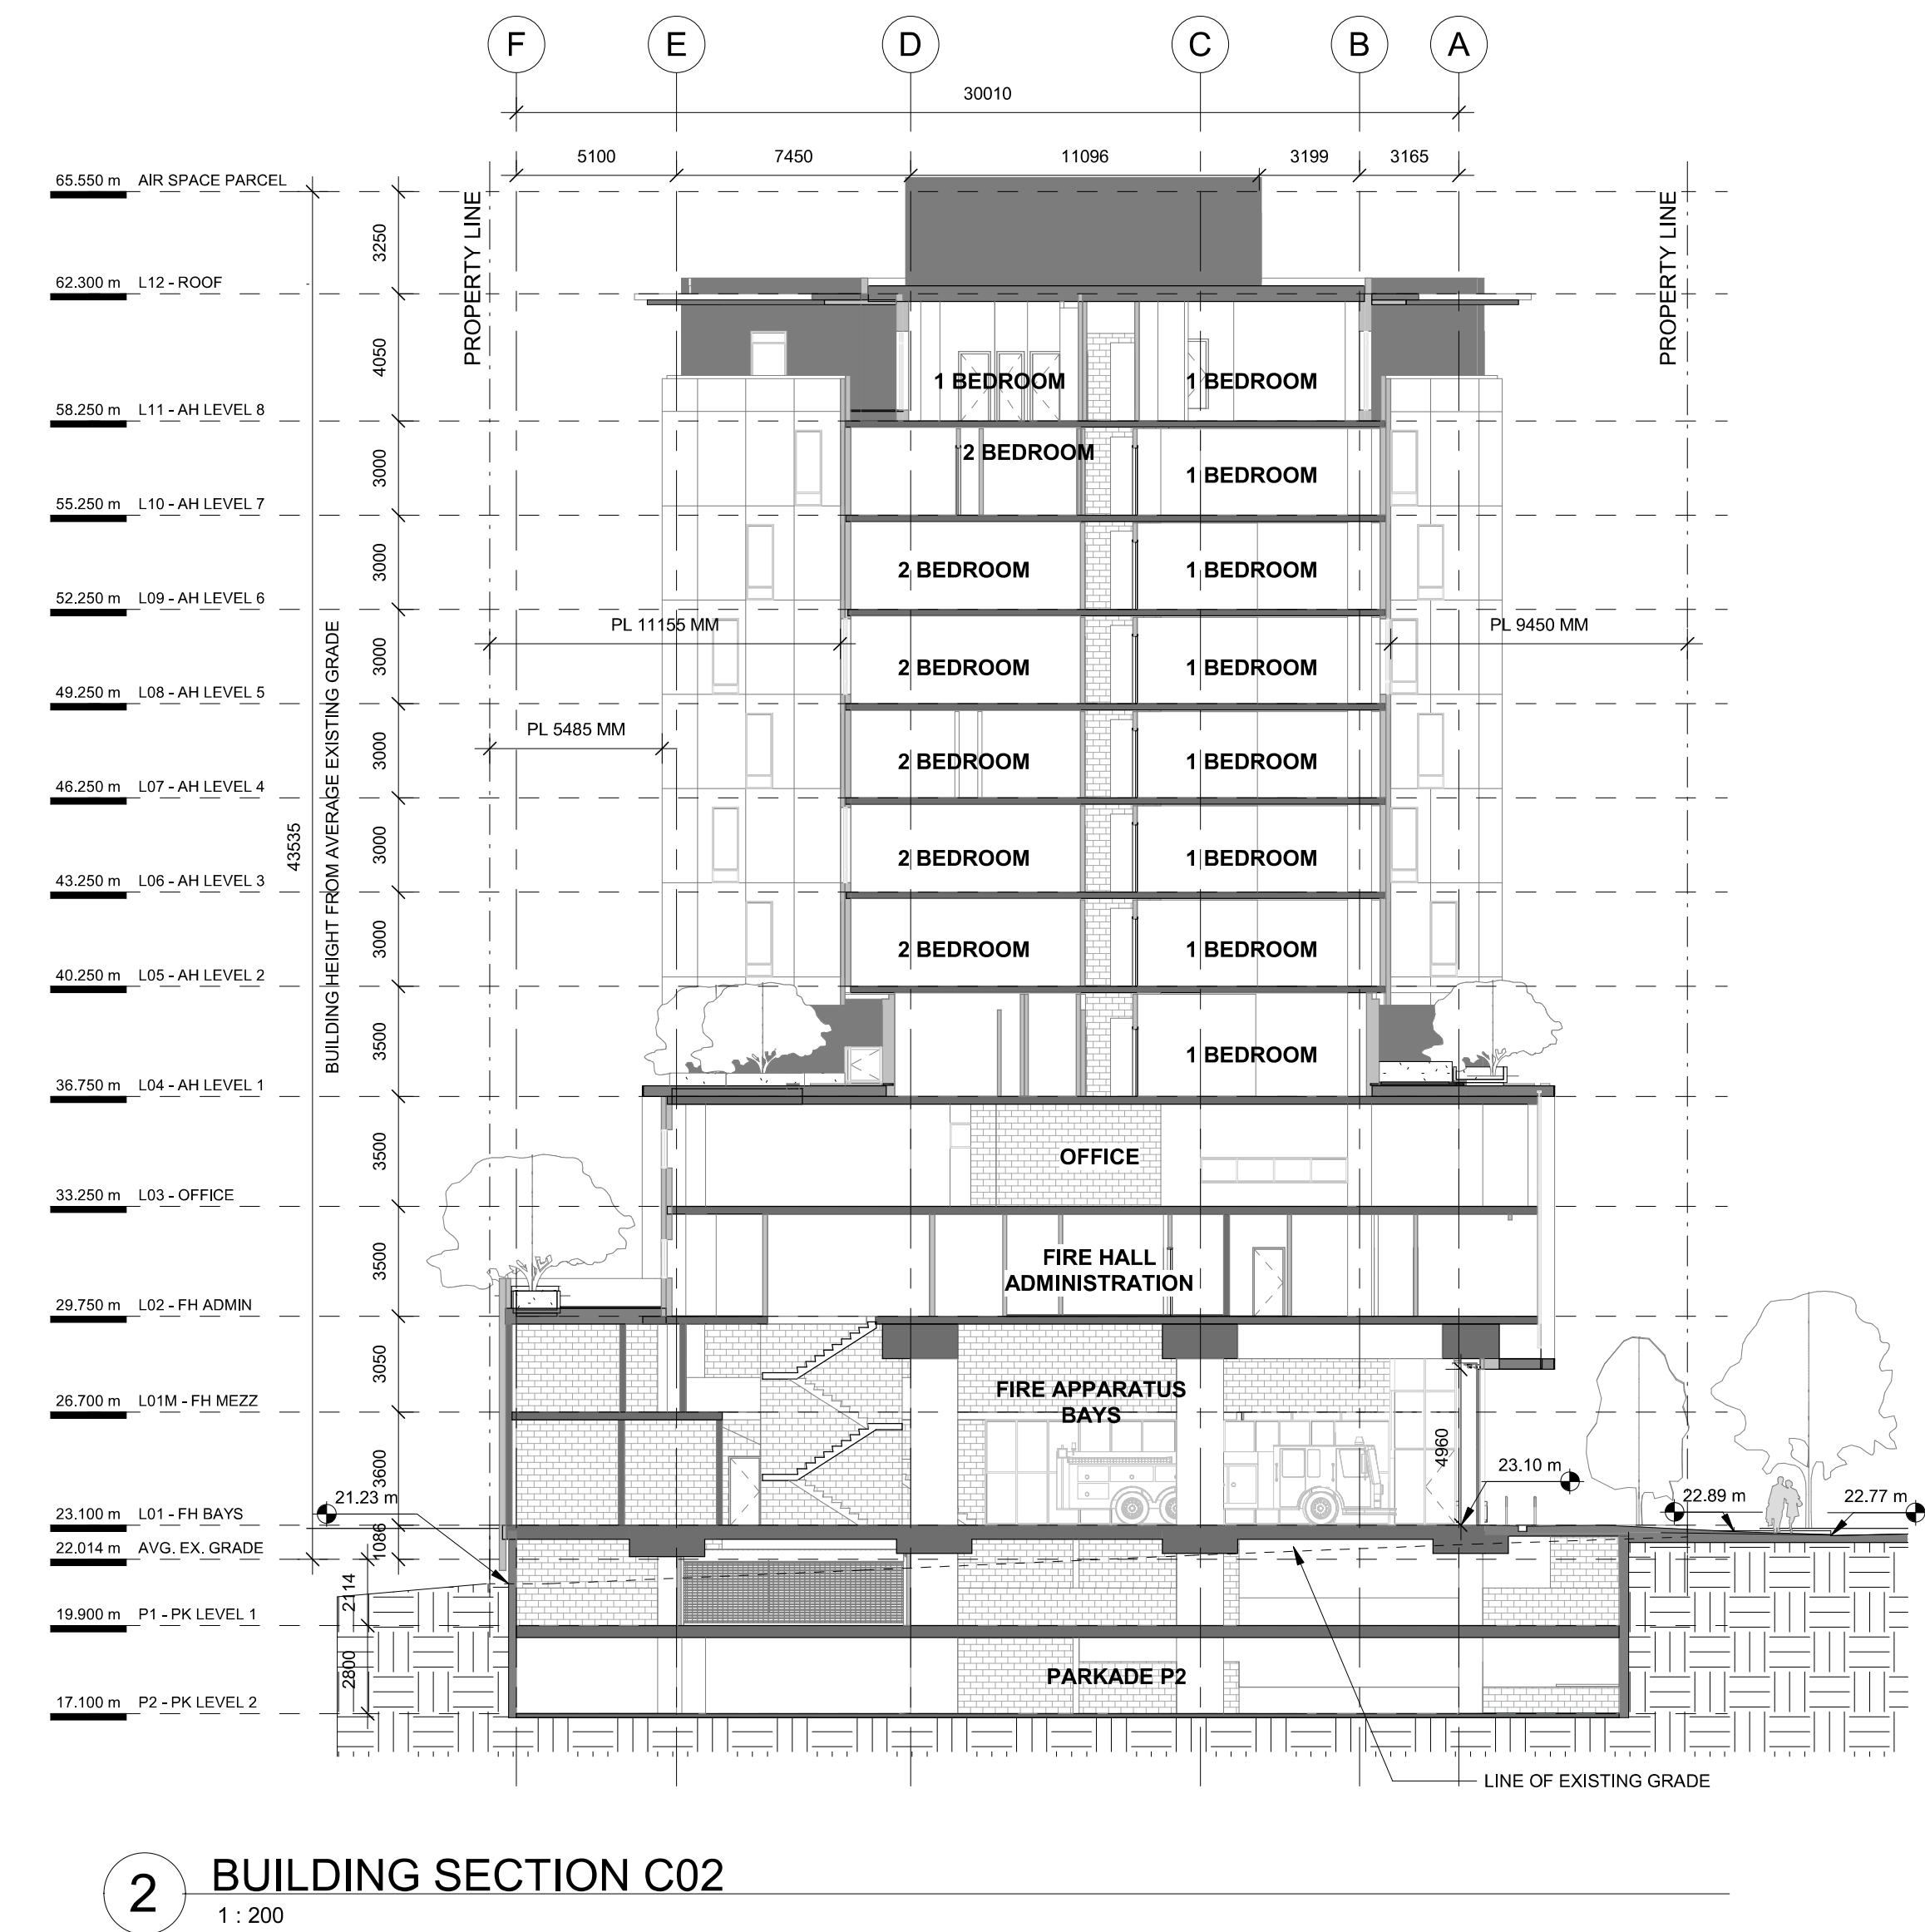 F E D C B A
30010
5100 7450 11096 3199 3165
65.550 m AIR SPACE PARCEL
PROPERTY LINE
PROPERTY LINE
3250
62.300 m L12 - ROOF
4050
1 BEDROOM 1 BEDROOM
58.250 m L11 - AH LEVEL 8
3000
2 BEDROOM
1 BEDROOM
55.250 m L10 - AH LEVEL 7
3000
2 BEDROOM 1 BEDROOM
52.250 m L09 - AH LEVEL 6
PL 11155 MM PL 9450 MM
3000
2 BEDROOM 1 BEDROOM
49.250 m L08 - AH LEVEL 5
PL 5485 MM
3000
2 BEDROOM 1 BEDROOM
46.250 m L07 - AH LEVEL 4
43535
BUILDING HEIGHT FROM AVERAGE EXISTING GRADE
3000
2 BEDROOM 1 BEDROOM
43.250 m L06 - AH LEVEL 3
3000
2 BEDROOM 1 BEDROOM
40.250 m L05 - AH LEVEL 2
3500
1 BEDROOM
36.750 m L04 - AH LEVEL 1
3500
OFFICE
33.250 m L03 - OFFICE
3500
FIRE HALL
ADMINISTRATION
29.750 m L02 - FH ADMIN
3050
FIRE APPARATUS
BAYS
26.700 m L01M - FH MEZZ
4960
3600
23.10 m
21.23 m
22.89 m 22.77 m
23.100 m L01 - FH BAYS
1086
22.014 m AVG. EX. GRADE
2114
19.900 m P1 - PK LEVEL 1
2800
PARKADE P2
17.100 m P2 - PK LEVEL 2
LINE OF EXISTING GRADE
2 BUILDING SECTION C02
1 : 200